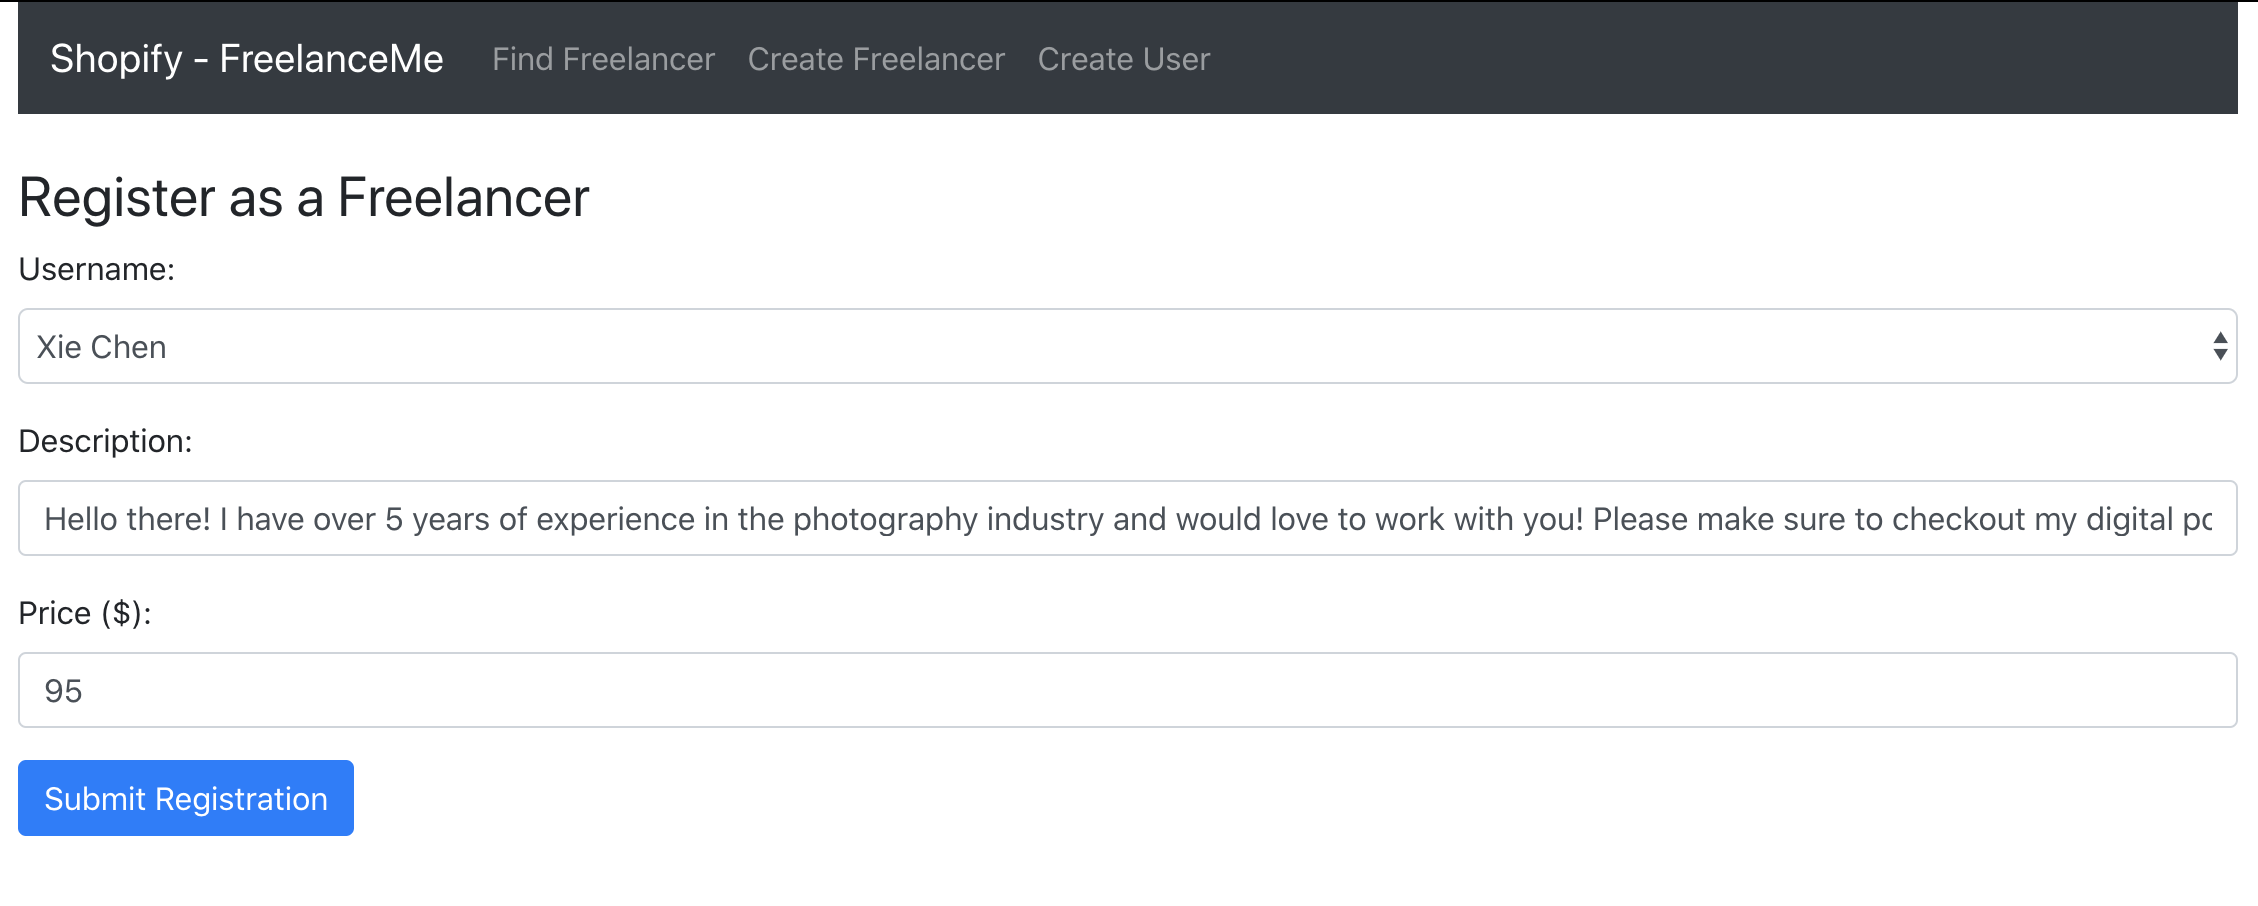 Shopify - FreelanceMe Find Freelancer Create Freelancer Create User
Register as a Freelancer
Username:
Xie Chen
Description:
Hello there! I have over 5 years of experience in the photography industry and would love to work with you! Please make sure to checkout my digital
Price ($):
95
Submit Registration